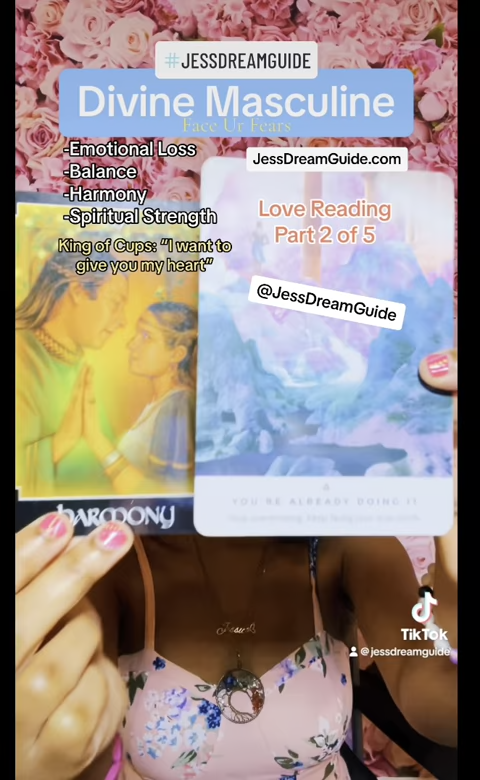 #JESSDREAMGUIDE
Divine Masculine
Face Ur Fears
-Emotional Loss
-Balance
-Harmony
-Spiritual Strength
King of Cups: “I want to
give you my heart”
JessDreamGuide.com
Love Reading
Part 2 of 5
@JessDreamGuide
HARMONY
YOU'RE ALREADY DOING IT
TikTok
@jessdreamguide